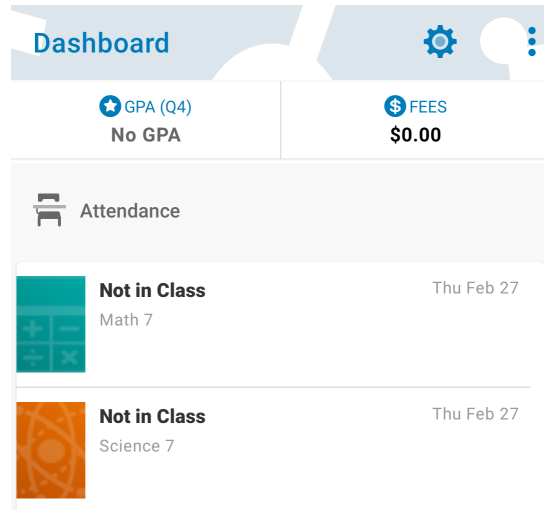 Dashboard
GPA (Q4)
No GPA
FEES
$0.00
Attendance
Not in Class
Thu Feb 27
Math 7
Not in Class
Thu Feb 27
Science 7